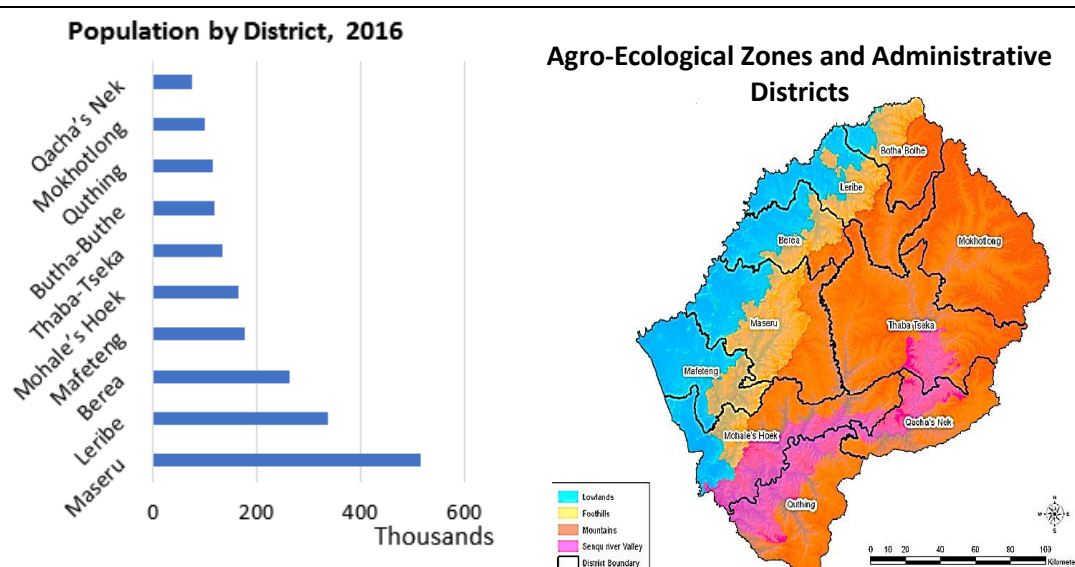 Population by District, 2016
Qacha's Nek
Mokhotlong
Quthing
Butha-Buthe
Thaba-Tseka
Mohale's Hoek
Mafeteng
Berea
Leribe
Maseru
0 200 400 600
Thousands
Agro-Ecological Zones and Administrative
Districts
Botha Bothe
Leribe
Berea
Mokhotlong
Maseru
Thaba Tseka
Mafeteng
Qacha's Nek
Mohale's Hoek
Quthing
Lowlands
Foothills
Mountains
Senqu river Valley
District Boundary
N
W E
S
0 10 20 40 60 80 100
Kilomete